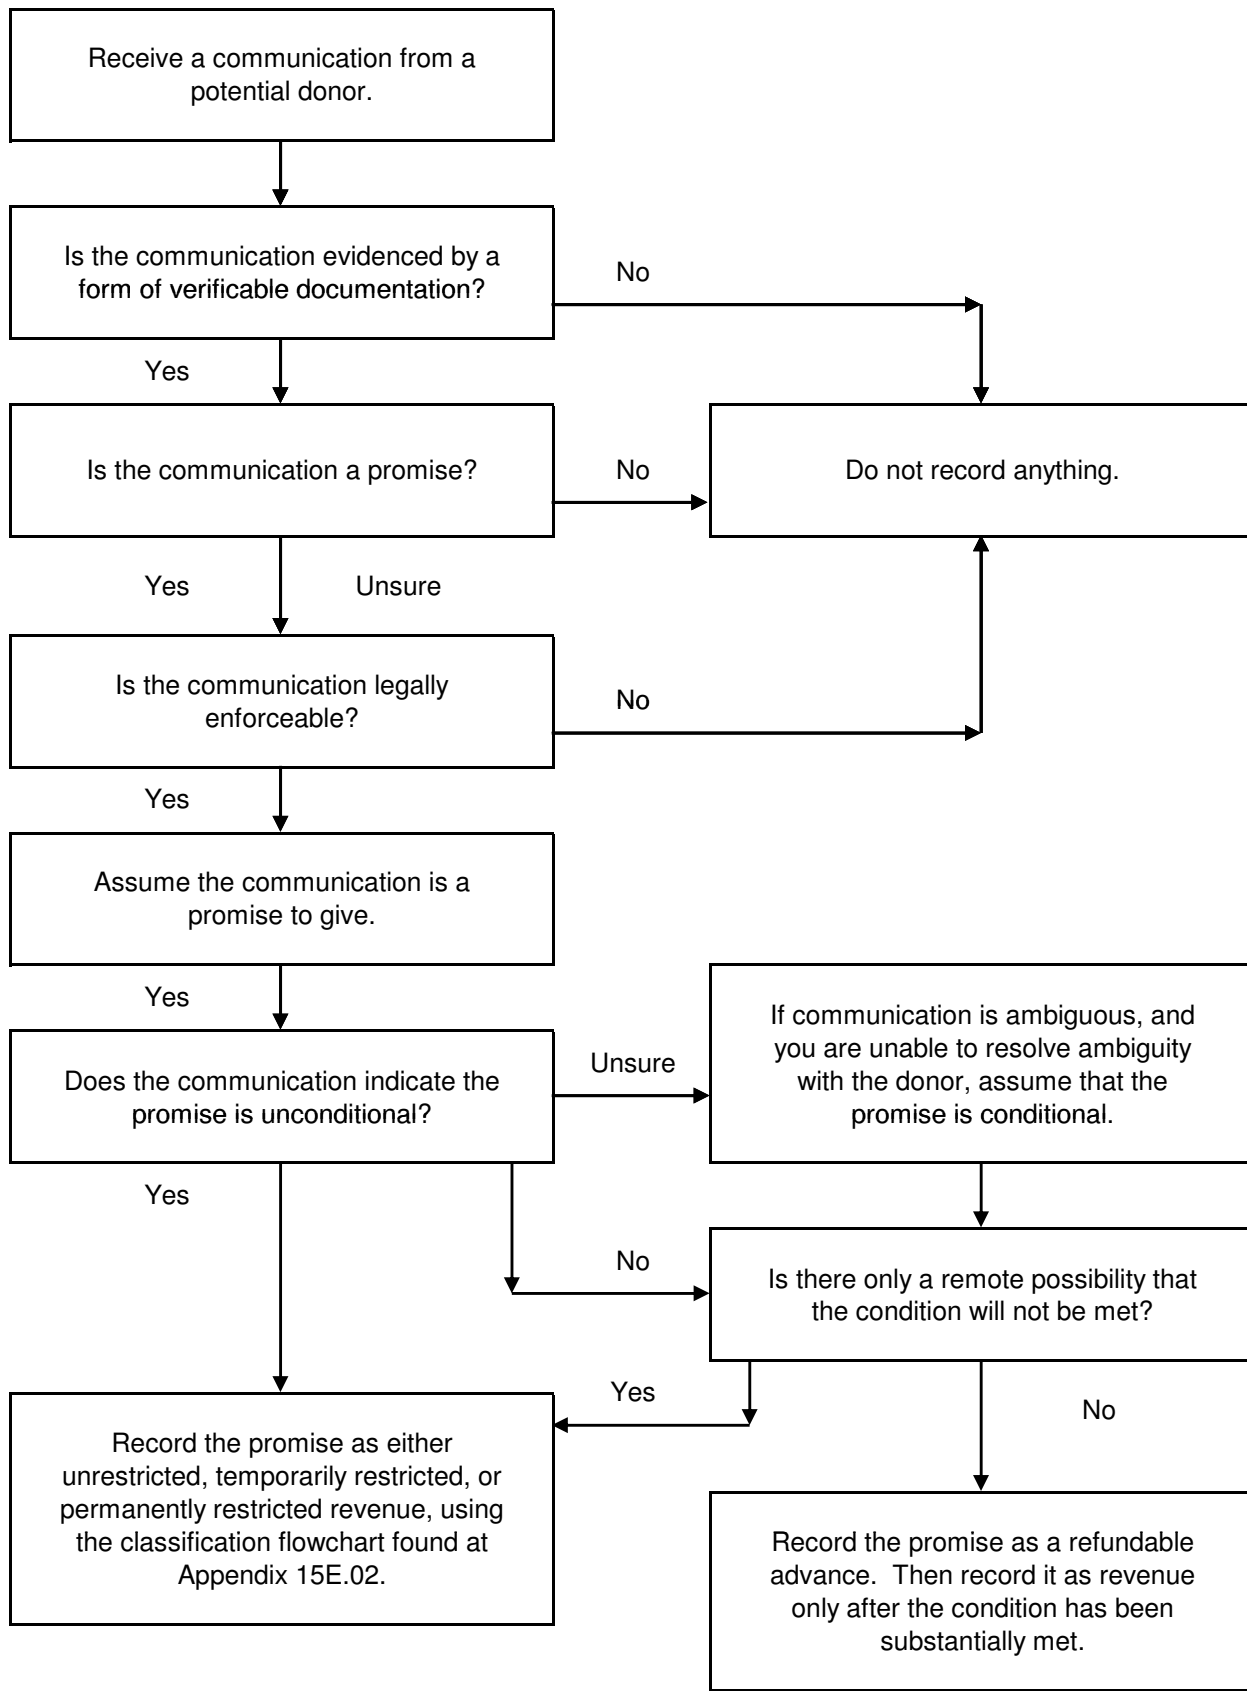 Receive a communication from a
potential donor.
Is the communication evidenced by a
form of verificable documentation?
No
Yes
Is the communication a promise?
No
Do not record anything.
Yes
Unsure
Is the communication legally
enforceable?
No
Yes
Assume the communication is a
promise to give.
Yes
Does the communication indicate the
promise is unconditional?
Unsure
If communication is ambiguous, and
you are unable to resolve ambiguity
with the donor, assume that the
promise is conditional.
Yes
No
Is there only a remote possibility that
the condition will not be met?
Yes
No
Record the promise as either
unrestricted, temporarily restricted, or
permanently restricted revenue, using
the classification flowchart found at
Appendix 15E.02.
Record the promise as a refundable
advance.  Then record it as revenue
only after the condition has been
substantially met.